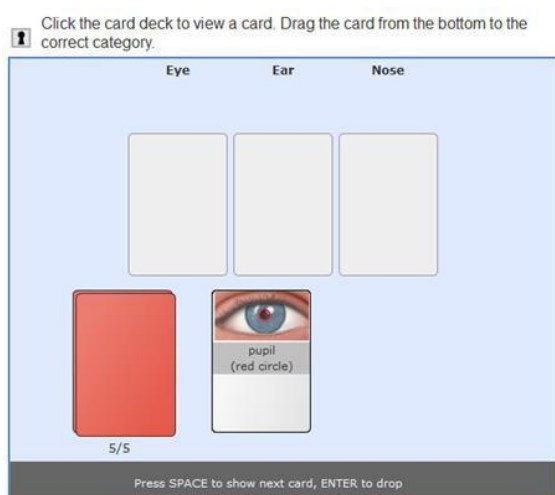 Click the card deck to view a card. Drag the card from the bottom to the
correct category.
Eye Ear Nose
pupil
(red circle)
5/5
Press SPACE to show next card, ENTER to drop